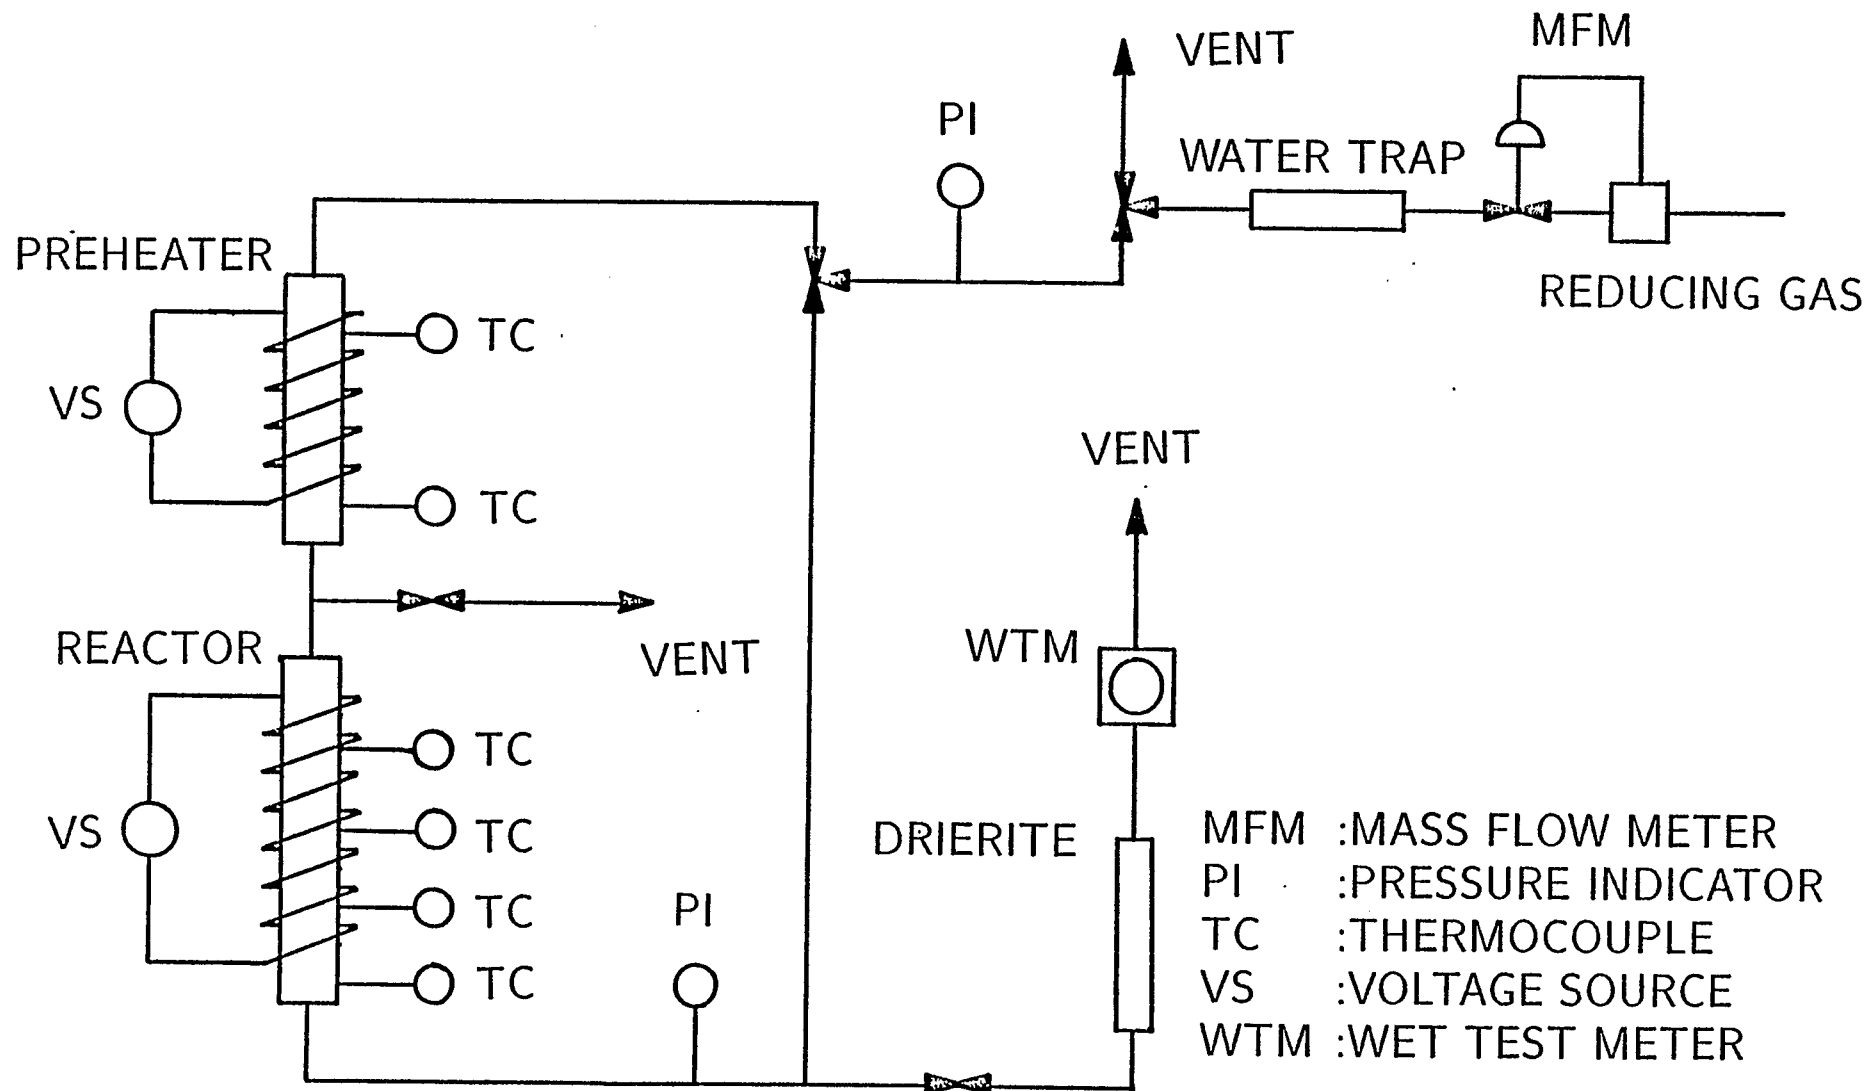 MFM
VENT
PI
WATER TRAP
PREHEATER
REDUCING GAS
TC
VS
TC
VENT
REACTOR
VENT
WTM
TC
VS
TC
DRIERITE
TC
PI
TC
MFM :MASS FLOW METER
PI :PRESSURE INDICATOR
TC :THERMOCOUPLE
VS :VOLTAGE SOURCE
WTM :WET TEST METER